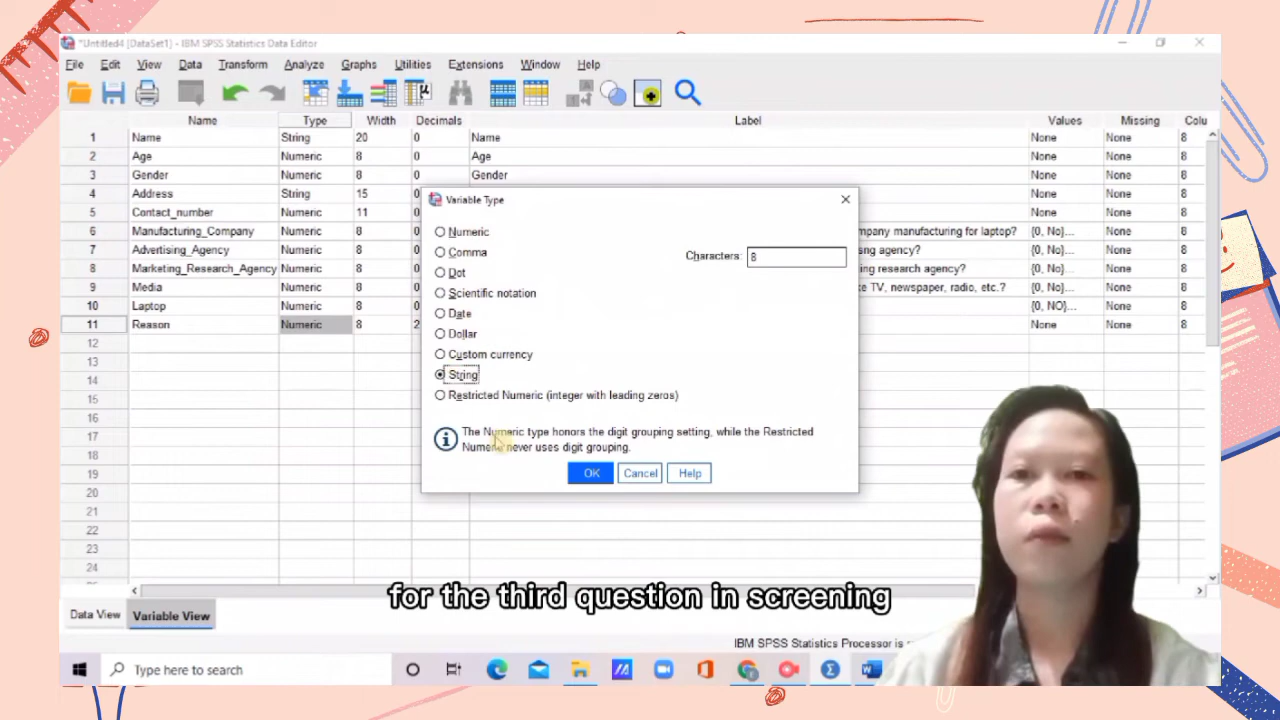 *Untitled4 [DataSet1] - IBM SPSS Statistics Data Editor
File Edit View Data Transform Analyze Graphs Utilities Extensions Window Help
Name Type Width Decimals Label Values Missing Colu
1 Name String 20 0 Name None None 8
2 Age Numeric 8 0 Age None None 8
3 Gender Numeric 8 0 Gender None None 8
4 Address String 15 0 None None 8
5 Contact_number Numeric 11 0 None None 8
6 Manufacturing_Company Numeric 8 0 mpany manufacturing for laptop? {0, No}... None 8
7 Advertising_Agency Numeric 8 0 ing agency? {0, No}... None 8
8 Marketing_Research_Agency Numeric 8 0 ing research agency? {0, No}... None 8
9 Media Numeric 8 0 e TV, newspaper, radio, etc.? {0, No}... None 8
10 Laptop Numeric 8 0 {0, NO}... None 8
11 Reason Numeric 8 2 None None 8
12
13
14
15
16
17
18
19
20
21
22
23
24
Variable Type
Numeric
Comma
Dot
Scientific notation
Date
Dollar
Custom currency
String
Restricted Numeric (integer with leading zeros)
Characters: 8
The Numeric type honors the digit grouping setting, while the Restricted
Numeric never uses digit grouping.
OK Cancel Help
for the third question in screening
Data View Variable View
IBM SPSS Statistics Processor is
Type here to search